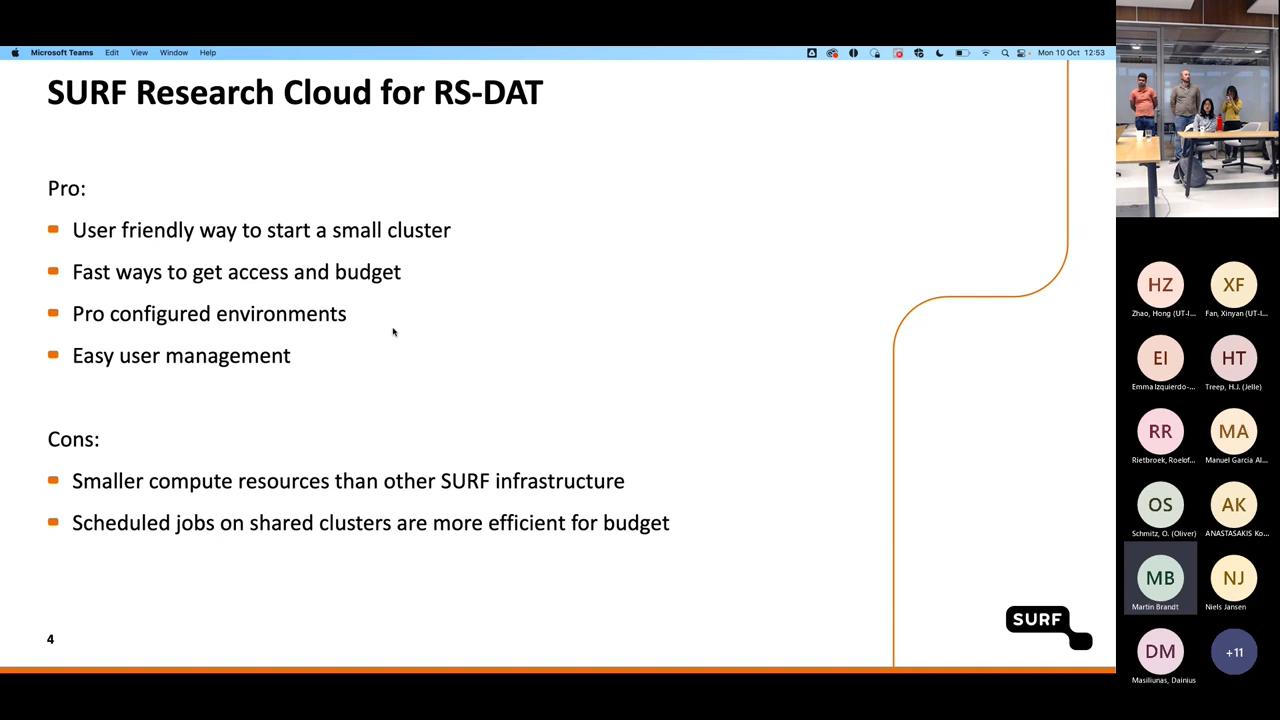 Microsoft Teams Edit View Window Help Mon 10 Oct 12:53
SURF Research Cloud for RS-DAT
Pro:
User friendly way to start a small cluster
Fast ways to get access and budget
Pro configured environments
Easy user management
Cons:
Smaller compute resources than other SURF infrastructure
Scheduled jobs on shared clusters are more efficient for budget
4
SURF
HZ XF
Zhao, Hong (UT-I... Fan, Xinyan (UT-I...
EI HT
Emma Izquierdo-... Treep, H.J. (Jelle)
RR MA
Rietbroek, Roelof... Manuel Garcia Al...
OS AK
Schmitz, O. (Oliver) ANASTASAKIS Ko...
MB NJ
Martin Brandt Niels Jansen
DM +11
Masiliunas, Dainius